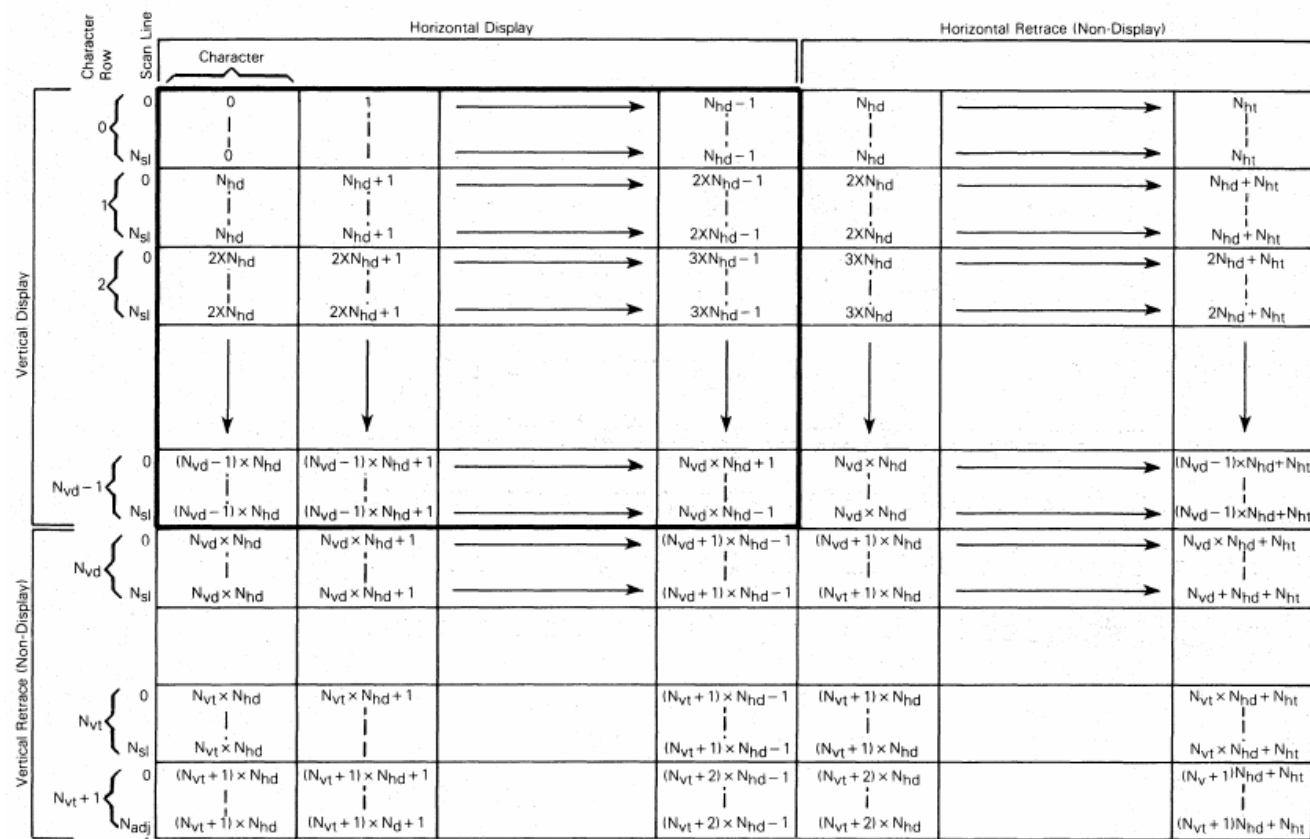 Horizontal Display Horizontal Retrace (Non-Display)
Character Row Scan Line Character
Vertical Display
0 0 0 1 N_hd − 1 N_hd N_ht
N_sl 0 N_hd − 1 N_hd N_ht
1 0 N_hd N_hd + 1 2XN_hd − 1 2XN_hd N_hd + N_ht
N_sl N_hd N_hd + 1 2XN_hd − 1 2XN_hd N_hd + N_ht
2 0 2XN_hd 2XN_hd + 1 3XN_hd − 1 3XN_hd 2N_hd + N_ht
N_sl 2XN_hd 2XN_hd + 1 3XN_hd − 1 3XN_hd 2N_hd + N_ht
N_vd − 1 0 (N_vd − 1) × N_hd (N_vd − 1) × N_hd + 1 N_vd × N_hd + 1 N_vd × N_hd (N_vd − 1) × N_hd + N_ht
N_sl (N_vd − 1) × N_hd (N_vd − 1) × N_hd + 1 N_vd × N_hd − 1 N_vd × N_hd (N_vd − 1) × N_hd + N_ht
Vertical Retrace (Non-Display)
N_vd 0 N_vd × N_hd N_vd × N_hd + 1 (N_vd + 1) × N_hd − 1 (N_vd + 1) × N_hd N_vd × N_hd + N_ht
N_sl N_vd × N_hd N_vd × N_hd + 1 (N_vd + 1) × N_hd − 1 (N_vt + 1) × N_hd N_vd + N_hd + N_ht
N_vt 0 N_vt × N_hd N_vt × N_hd + 1 (N_vt + 1) × N_hd − 1 (N_vt + 1) × N_hd N_vt × N_hd + N_ht
N_sl N_vt × N_hd (N_vt + 1) × N_hd − 1 (N_vt + 1) × N_hd N_vt × N_hd + N_ht
N_vt + 1 0 (N_vt + 1) × N_hd (N_vt + 1) × N_hd + 1 (N_vt + 2) × N_hd − 1 (N_vt + 2) × N_hd (N_v + 1)N_hd + N_ht
N_adj (N_vt + 1) × N_hd (N_vt + 1) × N_d + 1 (N_vt + 2) × N_hd − 1 (N_vt + 2) × N_hd (N_vt + 1)N_hd + N_ht